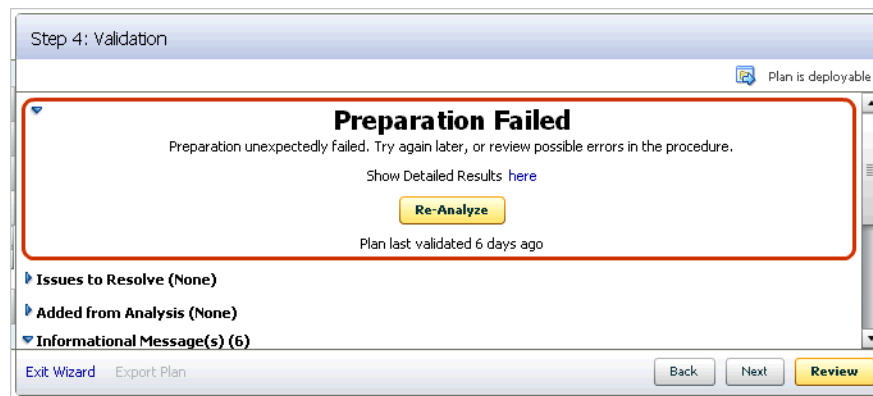 Step 4: Validation
Plan is deployable
Preparation Failed
Preparation unexpectedly failed. Try again later, or review possible errors in the procedure.
Show Detailed Results here
Re-Analyze
Plan last validated 6 days ago
Issues to Resolve (None)
Added from Analysis (None)
Informational Message(s) (6)
Exit Wizard Export Plan Back Next Review